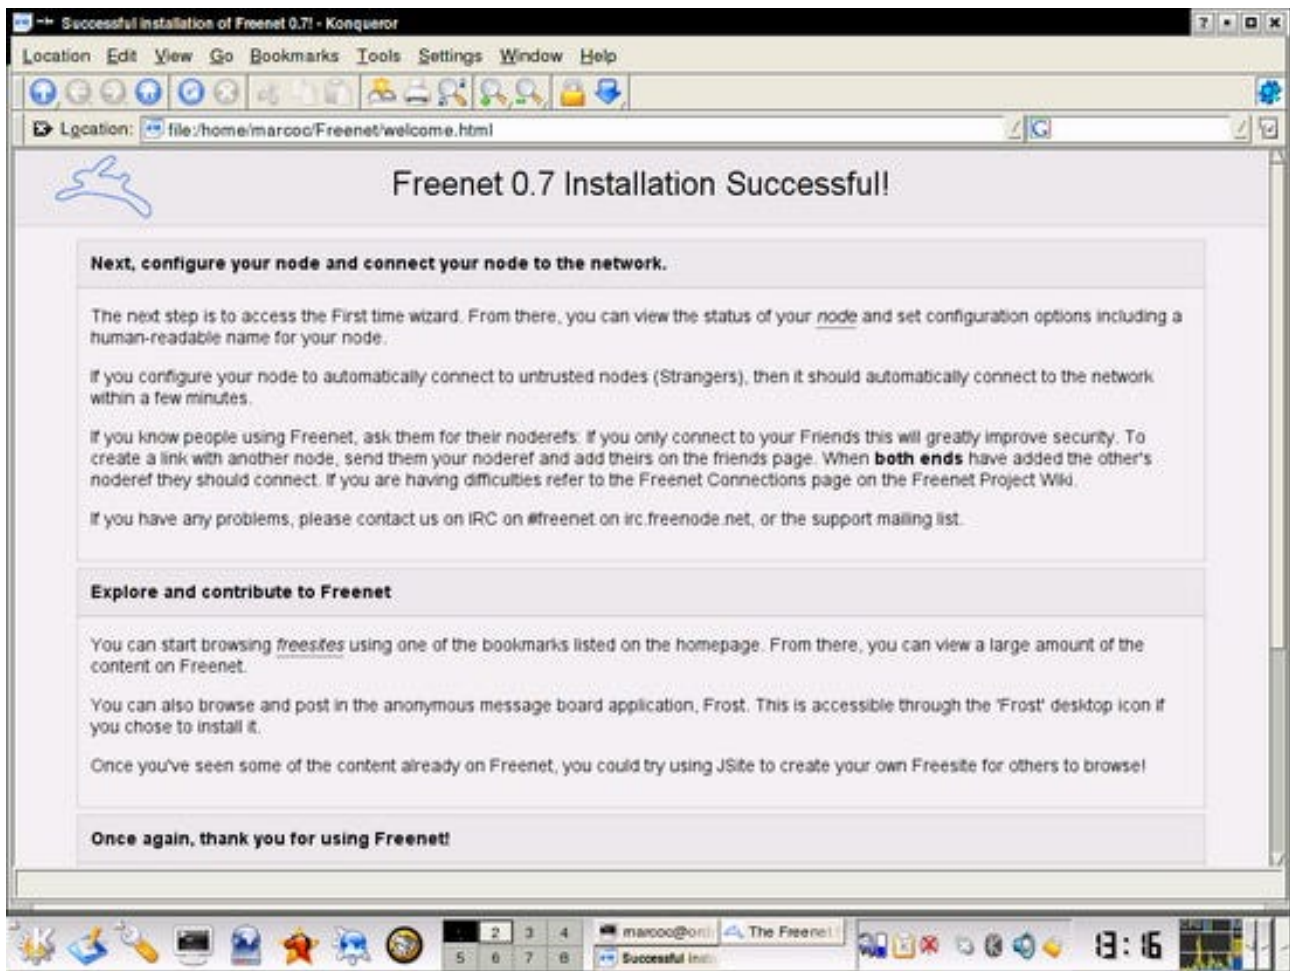 Successful installation of Freenet 0.7! - Konqueror
Location Edit View Go Bookmarks Tools Settings Window Help
Location: file:/home/marcoc/Freenet/welcome.html
Freenet 0.7 Installation Successful!
Next, configure your node and connect your node to the network.
The next step is to access the First time wizard. From there, you can view the status of your node and set configuration options including a
human-readable name for your node.
If you configure your node to automatically connect to untrusted nodes (Strangers), then it should automatically connect to the network
within a few minutes.
If you know people using Freenet, ask them for their noderefs. If you only connect to your Friends this will greatly improve security. To
create a link with another node, send them your noderef and add theirs on the friends page. When both ends have added the other's
noderef they should connect. If you are having difficulties refer to the Freenet Connections page on the Freenet Project Wiki.
If you have any problems, please contact us on IRC on #freenet on irc.freenode.net, or the support mailing list.
Explore and contribute to Freenet
You can start browsing freesites using one of the bookmarks listed on the homepage. From there, you can view a large amount of the
content on Freenet.
You can also browse and post in the anonymous message board application, Frost. This is accessible through the 'Frost' desktop icon if
you chose to install it.
Once you've seen some of the content already on Freenet, you could try using JSite to create your own Freesite for others to browse!
Once again, thank you for using Freenet!
2 3 4
marcoc@
The Freenet
5 6 7 8
Successful
13:16